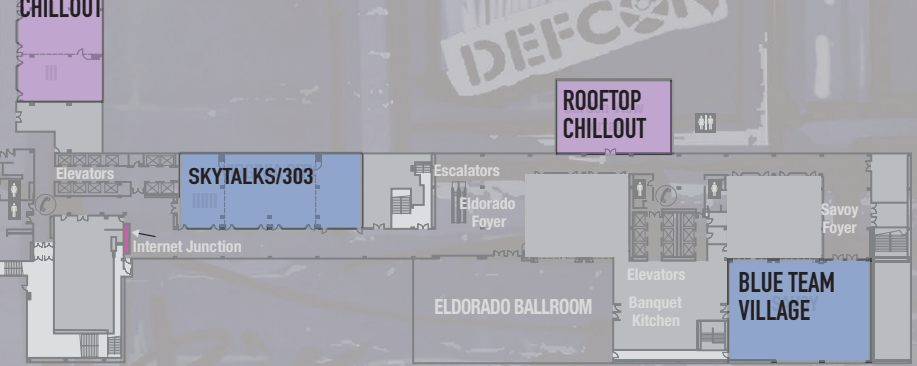 CHILLOUT
DEFCON
ROOFTOP
CHILLOUT
Elevators
SKYTALKS/303
Escalators
Eldorado
Foyer
Savoy
Foyer
Internet Junction
Elevators
ELDORADO BALLROOM
Banquet
Kitchen
BLUE TEAM
VILLAGE
SAVOY